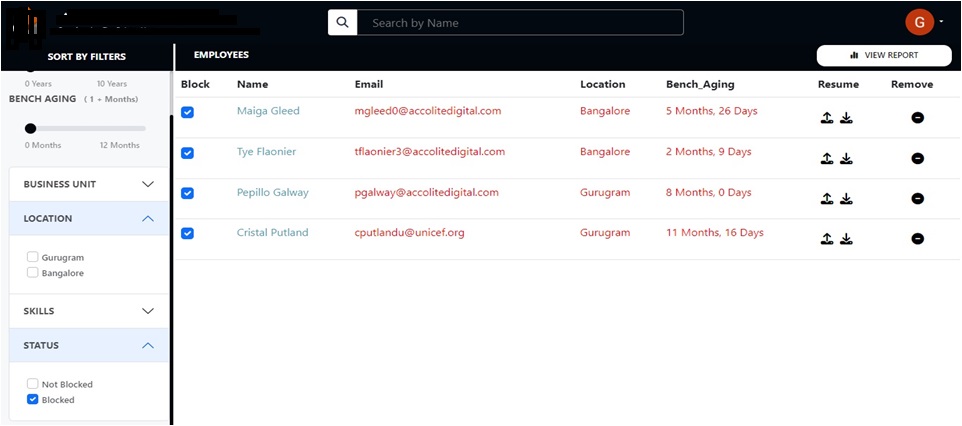 Search by Name
G
SORT BY FILTERS
EMPLOYEES
VIEW REPORT
0 Years 10 Years
BENCH AGING ( 1 + Months)
0 Months 12 Months
BUSINESS UNIT
LOCATION
Gurugram
Bangalore
SKILLS
STATUS
Not Blocked
Blocked
Block Name Email Location Bench_Aging Resume Remove
Maiga Gleed mgleed0@accolitedigital.com Bangalore 5 Months, 26 Days
Tye Flaonier tflaonier3@accolitedigital.com Bangalore 2 Months, 9 Days
Pepillo Galway pgalway@accolitedigital.com Gurugram 8 Months, 0 Days
Cristal Putland cputlandu@unicef.org Gurugram 11 Months, 16 Days